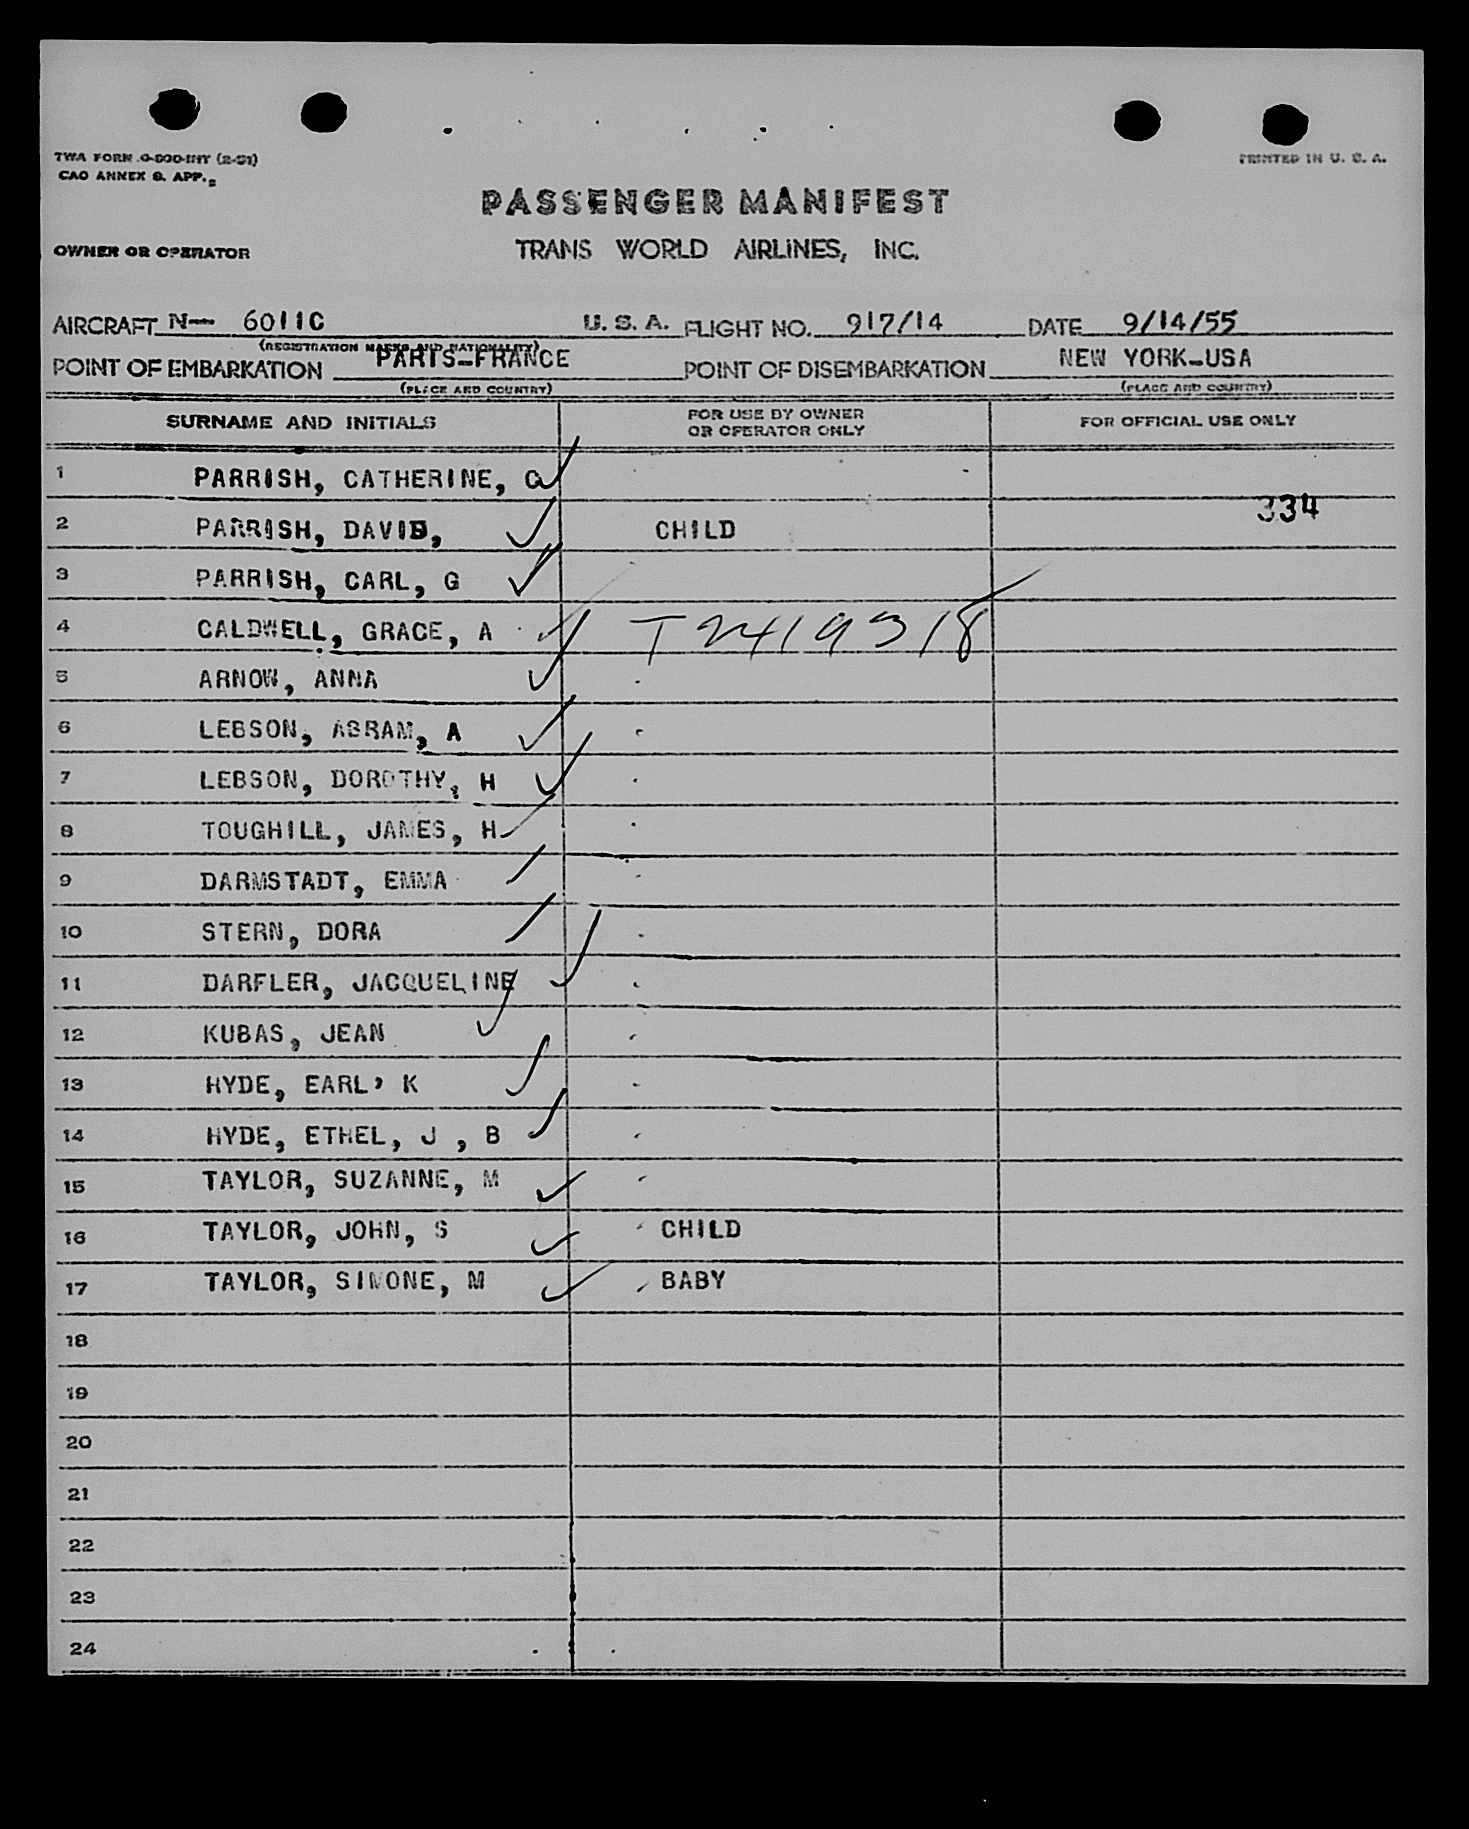 TWA FORM O-800-INT (2-51)
CAO ANNEX 9. APP.
PRINTED IN U. S. A.
PASSENGER MANIFEST
OWNER OR OPERATOR TRANS WORLD AIRLINES, INC.
AIRCRAFT N— 6011C U. S. A. FLIGHT NO. 917/14 DATE 9/14/55
(REGISTRATION MARKS AND NATIONALITY)
POINT OF EMBARKATION PARIS-FRANCE POINT OF DISEMBARKATION NEW YORK-USA
(PLACE AND COUNTRY) (PLACE AND COUNTRY)
SURNAME AND INITIALS FOR USE BY OWNER OR OPERATOR ONLY FOR OFFICIAL USE ONLY
1 PARRISH, CATHERINE, G
334
2 PARRISH, DAVID, CHILD
3 PARRISH, CARL, G
4 CALDWELL, GRACE, A T2419318
5 ARNOW, ANNA
6 LEBSON, ABRAM, A
7 LEBSON, DOROTHY, H
8 TOUGHILL, JAMES, H
9 DARMSTADT, EMMA
10 STERN, DORA
11 DARFLER, JACQUELINE
12 KUBAS, JEAN
13 HYDE, EARL, K
14 HYDE, ETHEL, J , B
15 TAYLOR, SUZANNE, M
16 TAYLOR, JOHN, S CHILD
17 TAYLOR, SIMONE, M BABY
18
19
20
21
22
23
24